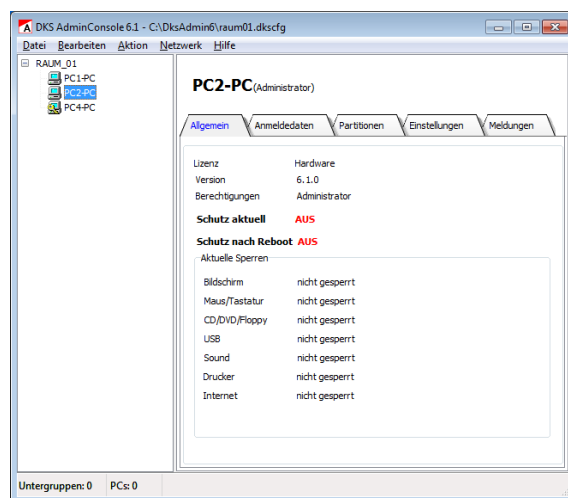 DKS AdminConsole 6.1 - C:\DksAdmin6\raum01.dkscfg
Datei Bearbeiten Aktion Netzwerk Hilfe
RAUM_01
PC1-PC
PC2-PC
PC4-PC
PC2-PC(Administrator)
Allgemein Anmeldedaten Partitionen Einstellungen Meldungen
Lizenz Hardware
Version 6.1.0
Berechtigungen Administrator
Schutz aktuell AUS
Schutz nach Reboot AUS
Aktuelle Sperren
Bildschirm nicht gesperrt
Maus/Tastatur nicht gesperrt
CD/DVD/Floppy nicht gesperrt
USB nicht gesperrt
Sound nicht gesperrt
Drucker nicht gesperrt
Internet nicht gesperrt
Untergruppen: 0 PCs: 0